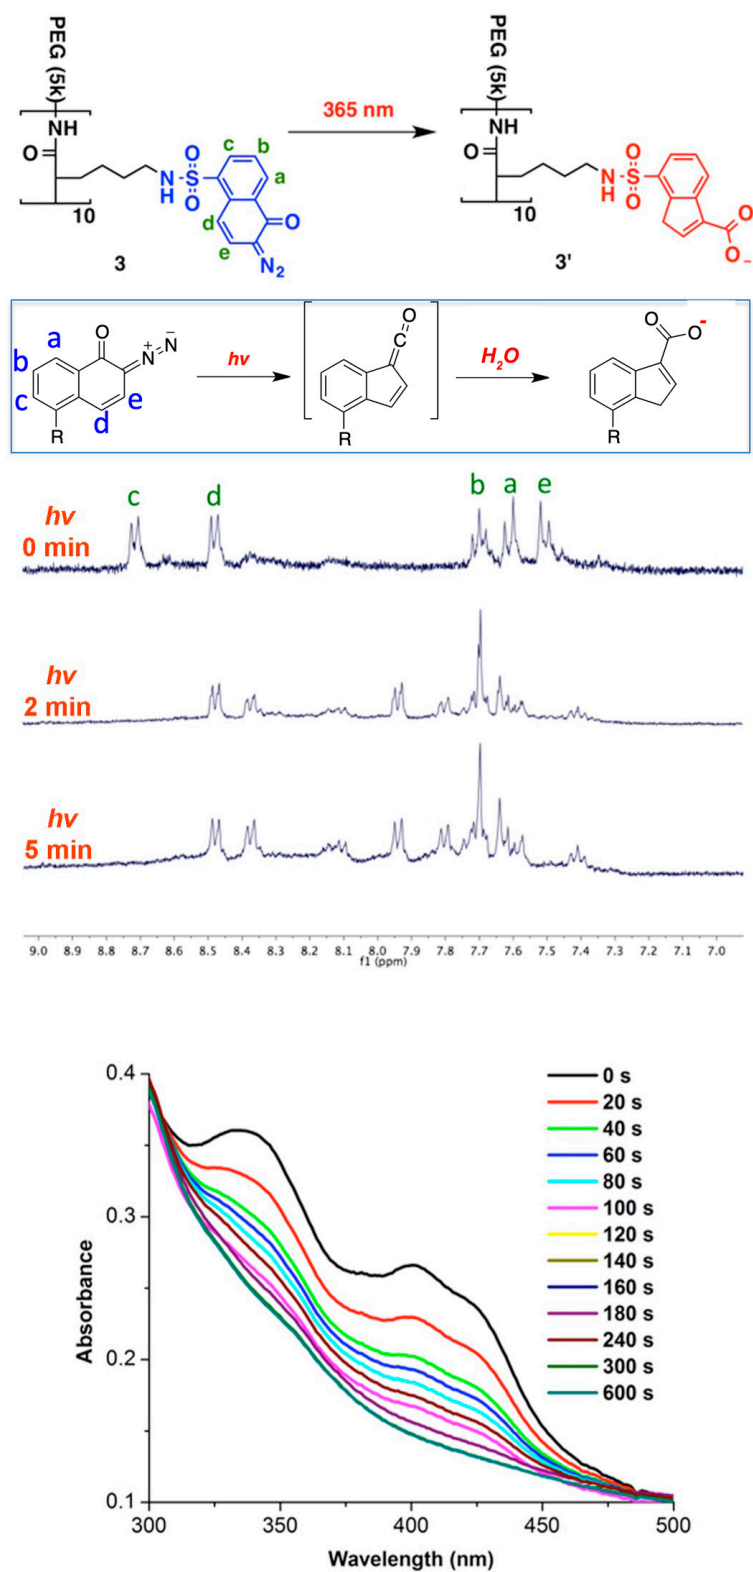 PEG (5k)
NH
O
N
H
O
S
O
c
b
a
O
d
e
N2
10
3
365 nm
PEG (5k)
NH
O
N
H
O
S
O
O
O-
10
3'
a
b
c
d
e
O
N+
N−
R
hv
O
C
R
H2O
O
O-
R
c
d
b
a
e
hv
0 min
hv
2 min
hv
5 min
9.0 8.9 8.8 8.7 8.6 8.5 8.4 8.3 8.2 8.1 8.0 7.9 7.8 7.7 7.6 7.5 7.4 7.3 7.2 7.1 7.0
f1 (ppm)
0.4
0.3
0.2
0.1
Absorbance
0 s
20 s
40 s
60 s
80 s
100 s
120 s
140 s
160 s
180 s
240 s
300 s
600 s
300 350 400 450 500
Wavelength (nm)